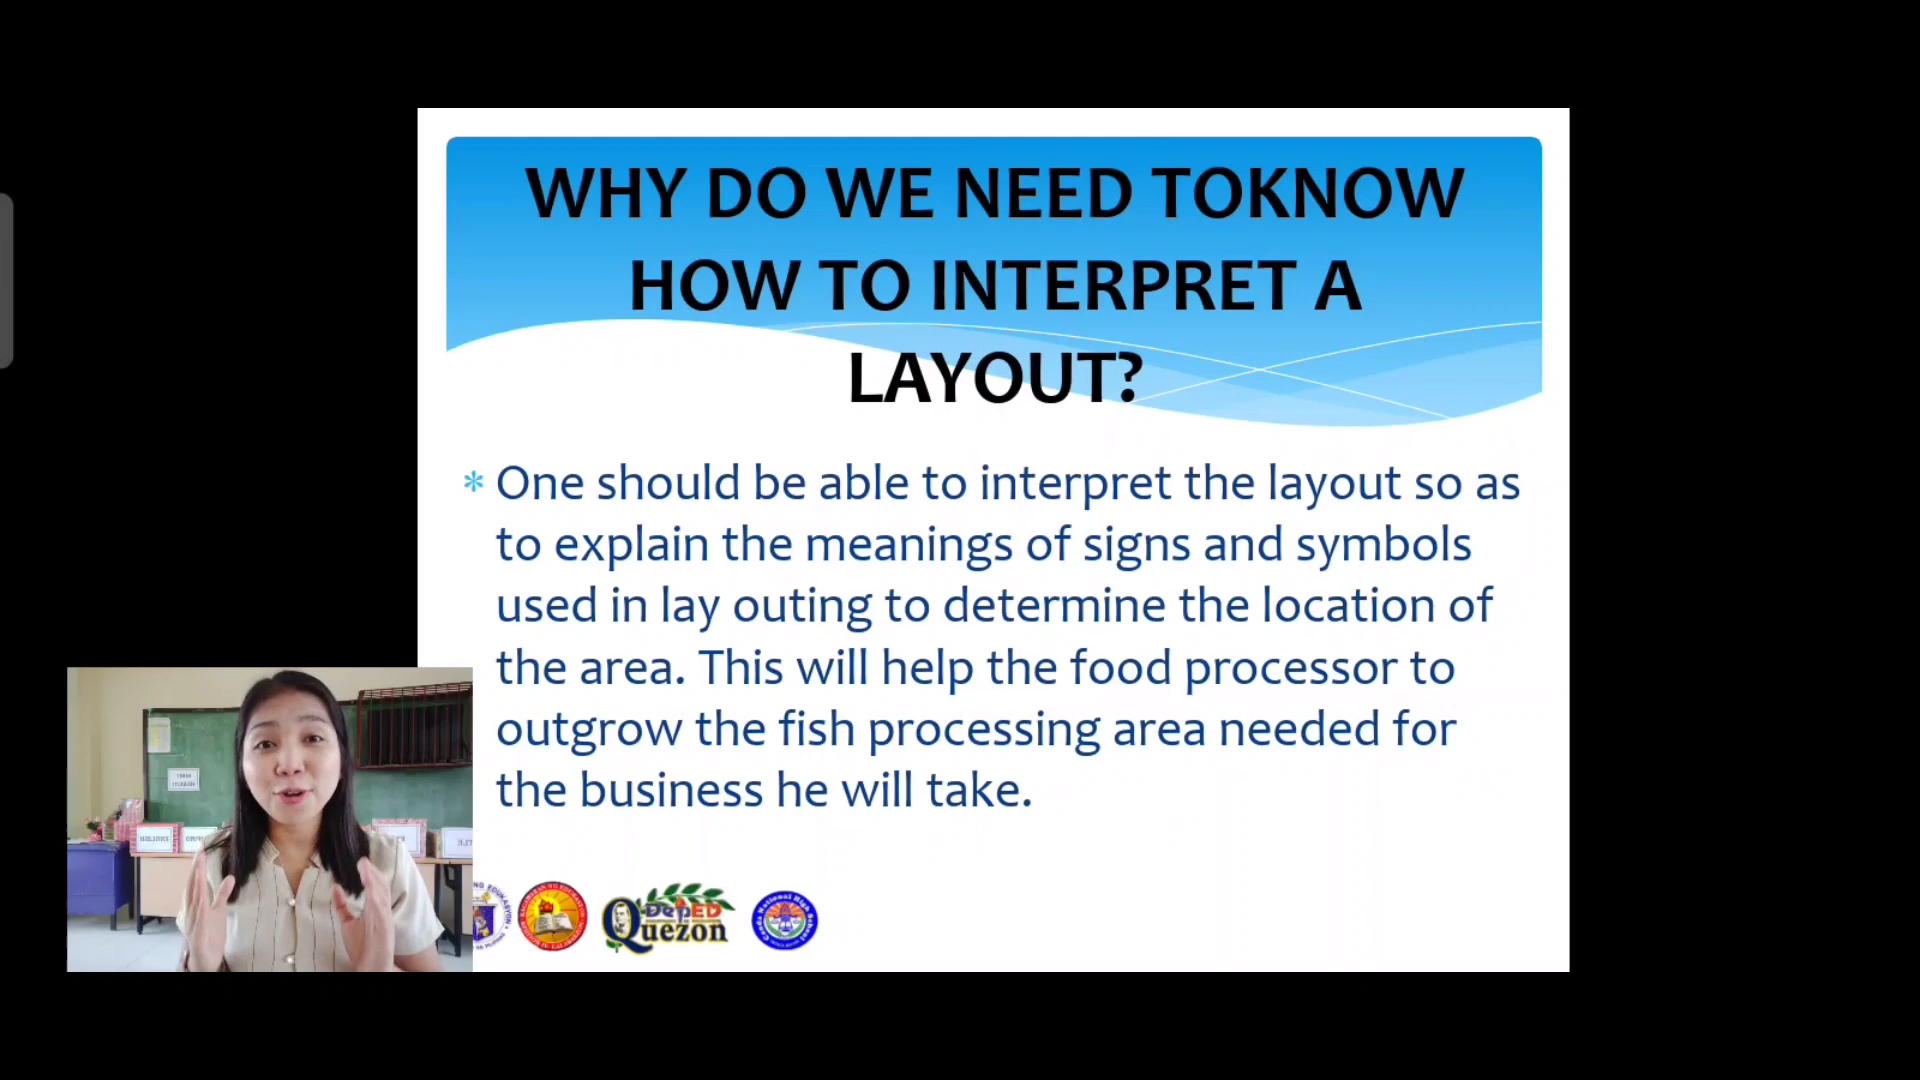 WHY DO WE NEED TOKNOW
HOW TO INTERPRET A
LAYOUT?
* One should be able to interpret the layout so as
to explain the meanings of signs and symbols
used in lay outing to determine the location of
the area. This will help the food processor to
outgrow the fish processing area needed for
the business he will take.
DepED
Quezon